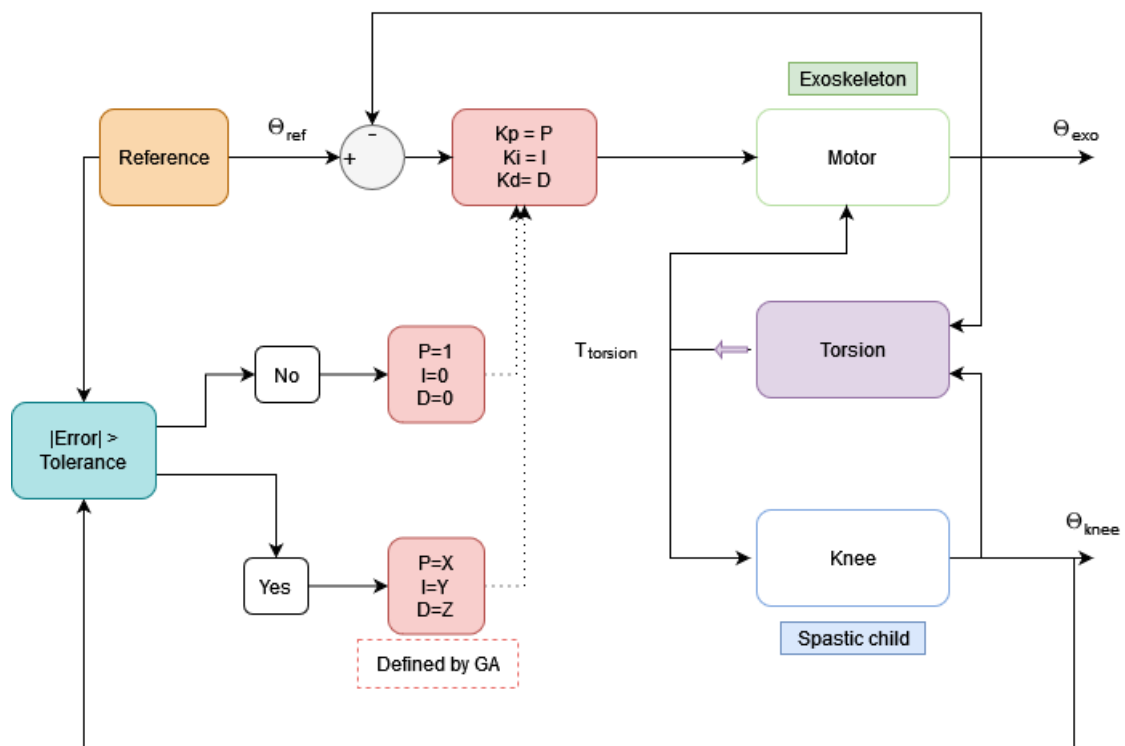 Exoskeleton
Θref
Θexo
-
+
Reference
Kp = P
Ki = I
Kd= D
Motor
Ttorsion
Torsion
No
P=1
I=0
D=0
|Error| >
Tolerance
Θknee
Yes
P=X
I=Y
D=Z
Knee
Defined by GA
Spastic child